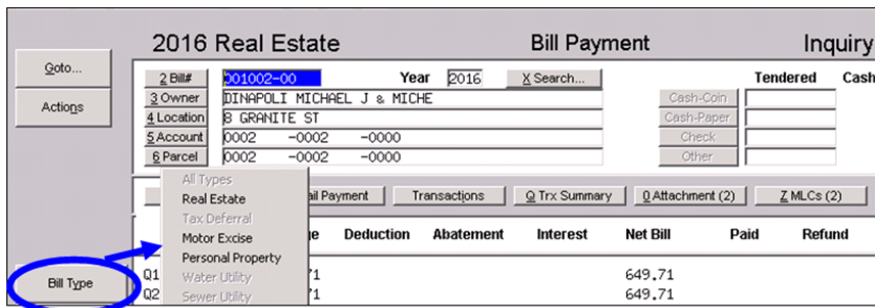 2016 Real Estate Bill Payment Inquiry
Goto...
Actions
2 Bill# 001002-00 Year 2016 X Search... Tendered Cash
3 Owner DINAPOLI MICHAEL J & MICHE Cash-Coin
4 Location 8 GRANITE ST Cash-Paper
5 Account 0002 -0002 -0000 Check
6 Parcel 0002 -0002 -0000 Other
All Types
Real Estate
Tax Deferral
Motor Excise
Personal Property
Water Utility
Sewer Utility
ail Payment Transactions Q Trx Summary 0 Attachment (2) Z MLCs (2)
e Deduction Abatement Interest Net Bill Paid Refund
Q1 71 649.71
Q2 71 649.71
Bill Type